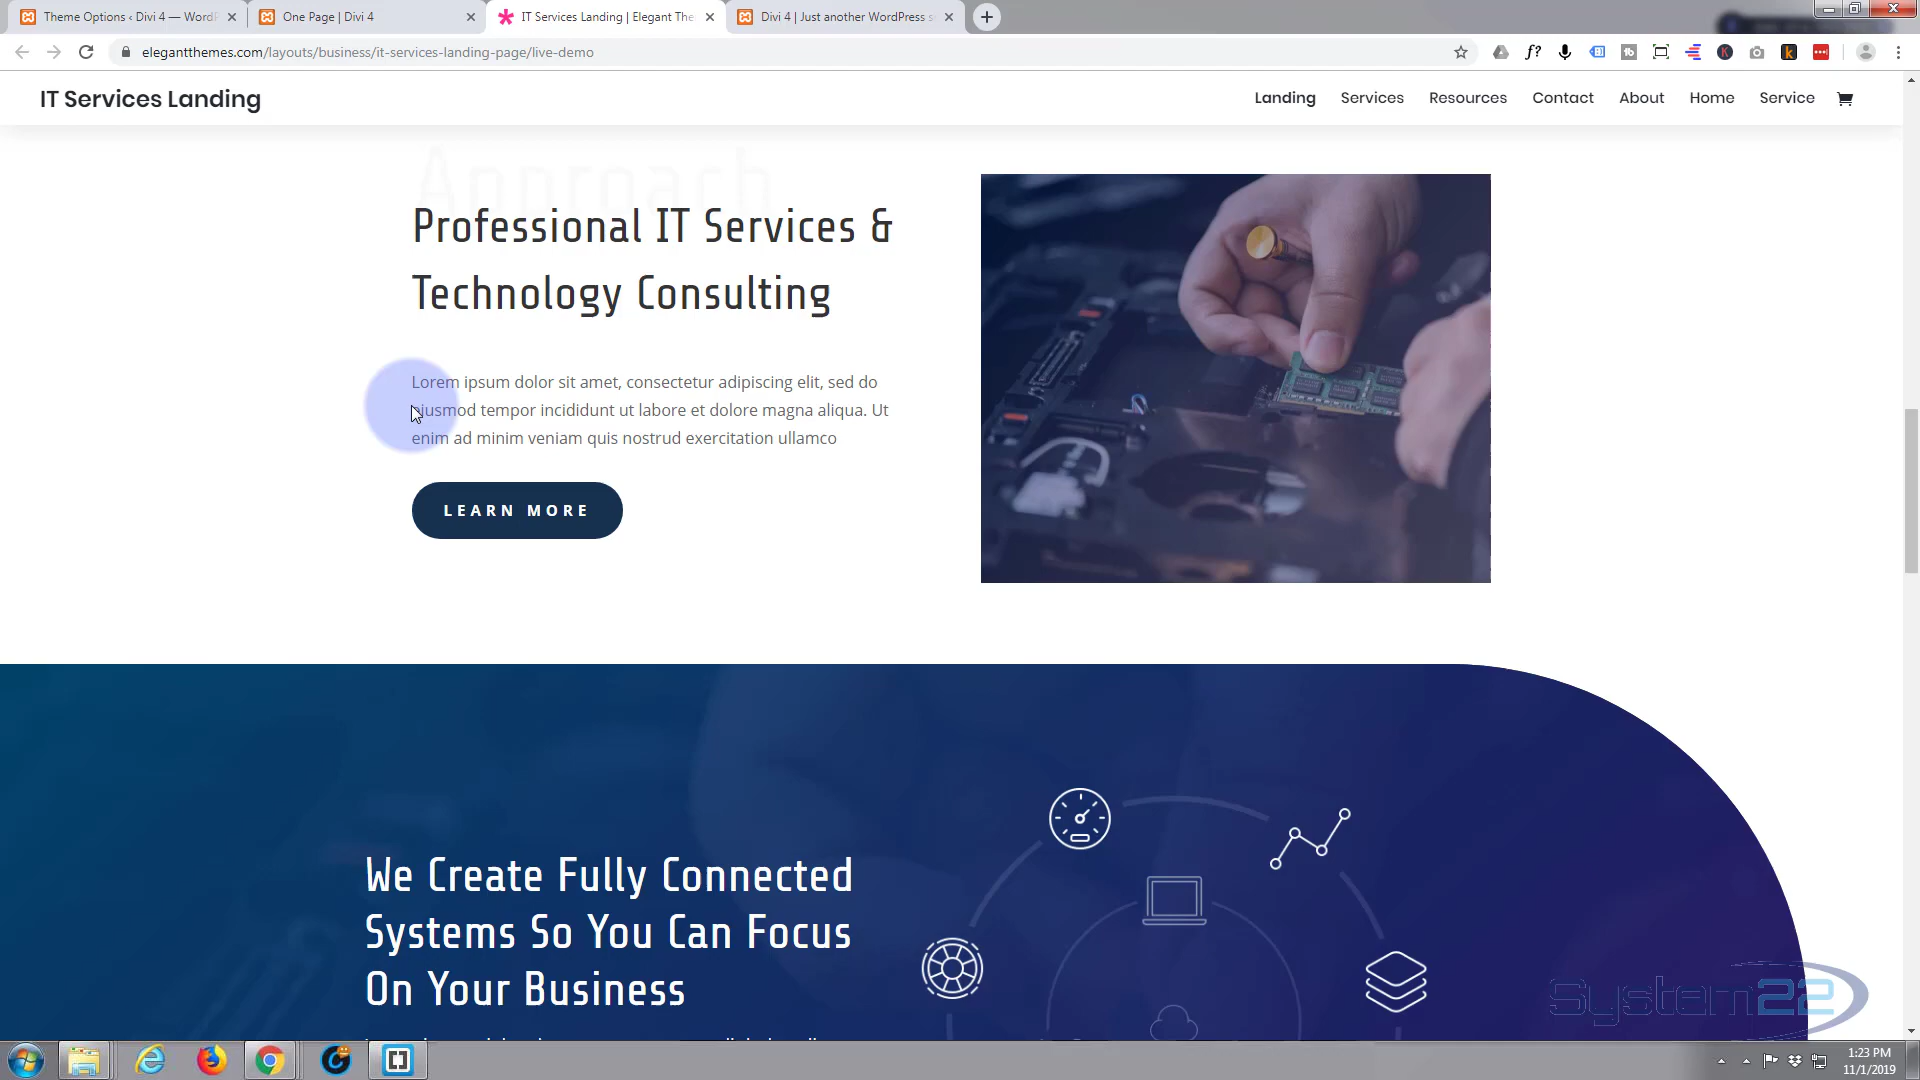 Theme Options ‹ Divi 4 — WordP
One Page | Divi 4
IT Services Landing | Elegant The
Divi 4 | Just another WordPress s
elegantthemes.com/layouts/business/it-services-landing-page/live-demo
IT Services Landing
Landing
Services
Resources
Contact
About
Home
Service
Approach
Professional IT Services &
Technology Consulting
Lorem ipsum dolor sit amet, consectetur adipiscing elit, sed do
eiusmod tempor incididunt ut labore et dolore magna aliqua. Ut
enim ad minim veniam quis nostrud exercitation ullamco
LEARN MORE
We Create Fully Connected
Systems So You Can Focus
On Your Business
system22
1:23 PM
11/1/2019